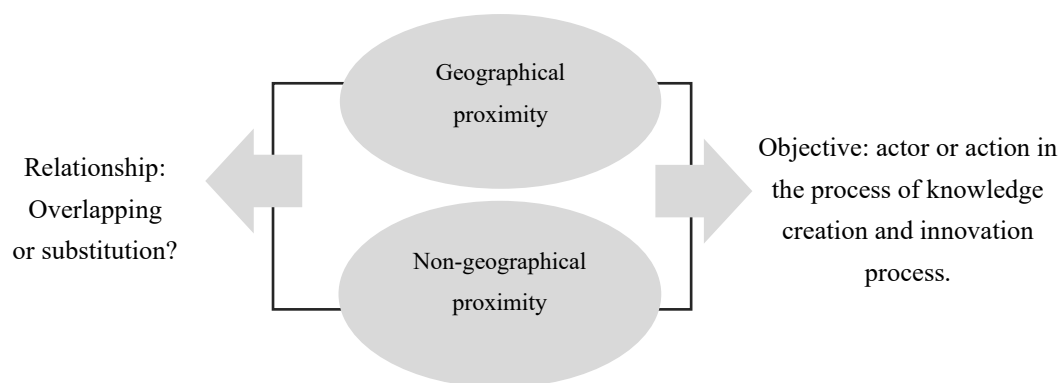 Geographical
proximity
Relationship:
Overlapping
or substitution?
Objective: actor or action in
the process of knowledge
creation and innovation
process.
Non-geographical
proximity